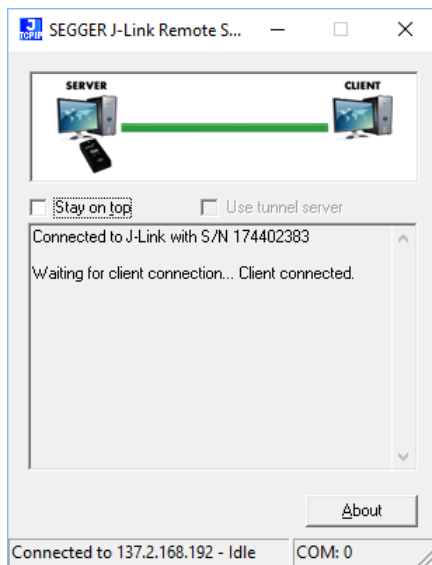 J
TCPIP
SEGGER J-Link Remote S...
SERVER
CLIENT
Stay on top
Use tunnel server
Connected to J-Link with S/N 174402383
Waiting for client connection... Client connected.
About
Connected to 137.2.168.192 - Idle
COM: 0